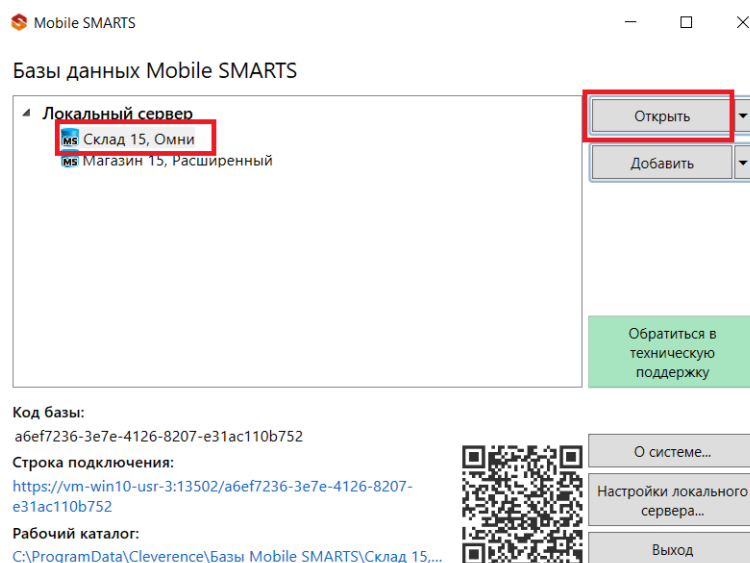 Mobile SMARTS
Базы данных Mobile SMARTS
Локальный сервер
MS Склад 15, Омни
MS Магазин 15, Расширенный
Открыть
Добавить
Обратиться в
техническую
поддержку
Код базы:
a6ef7236-3e7e-4126-8207-e31ac110b752
Строка подключения:
https://vm-win10-usr-3:13502/a6ef7236-3e7e-4126-8207-
e31ac110b752
Рабочий каталог:
C:\ProgramData\Cleverence\Базы Mobile SMARTS\Склад 15,...
О системе...
Настройки локального
сервера...
Выход